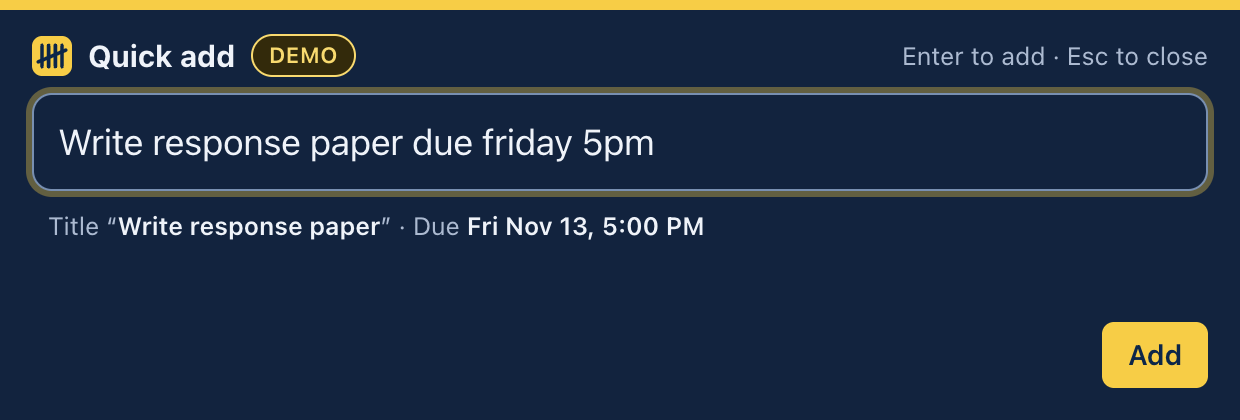 Quick add DEMO Enter to add · Esc to close
Write response paper due friday 5pm
Title “Write response paper” · Due Fri Nov 13, 5:00 PM
Add